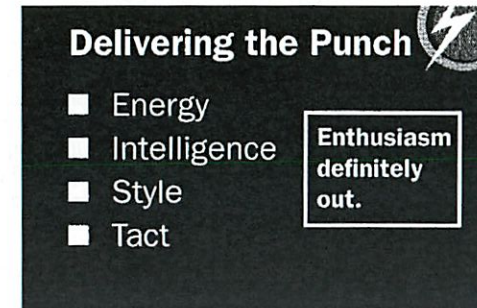 Delivering the Punch
Energy
Intelligence
Style
Tact
Enthusiasm
definitely
out.